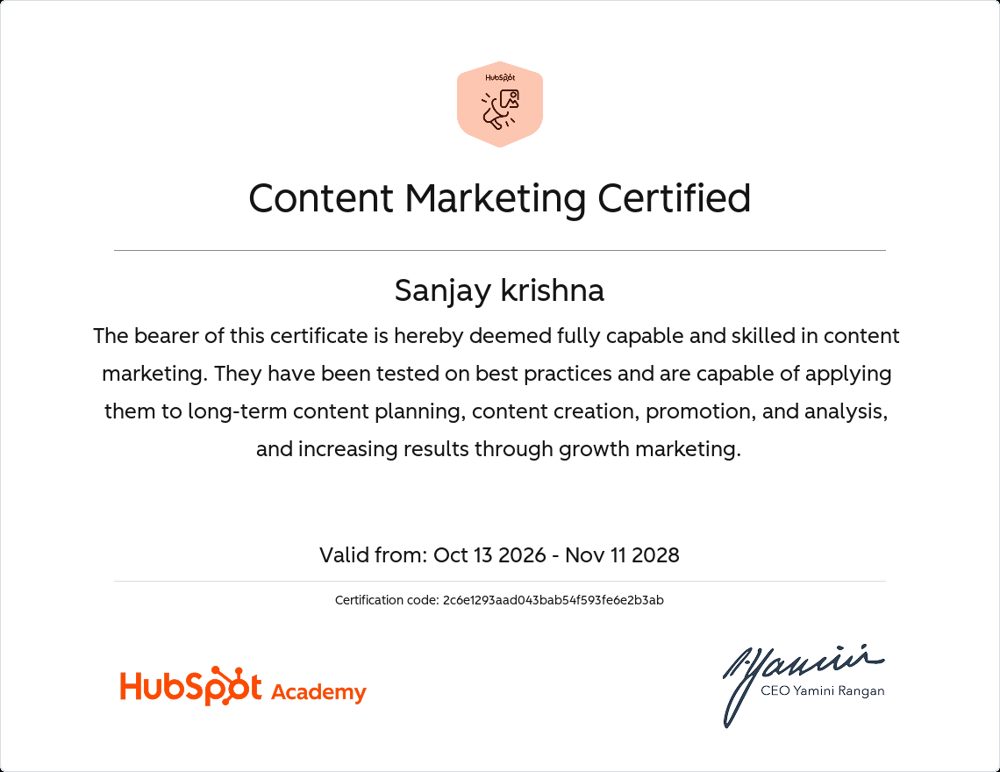 HubSpot
Content Marketing Certified
Sanjay krishna
The bearer of this certificate is hereby deemed fully capable and skilled in content
marketing. They have been tested on best practices and are capable of applying
them to long-term content planning, content creation, promotion, and analysis,
and increasing results through growth marketing.
Valid from: Oct 13 2026 - Nov 11 2028
Certification code: 2c6e1293aad043bab54f593fe6e2b3ab
HubSpot Academy
Yamini
CEO Yamini Rangan